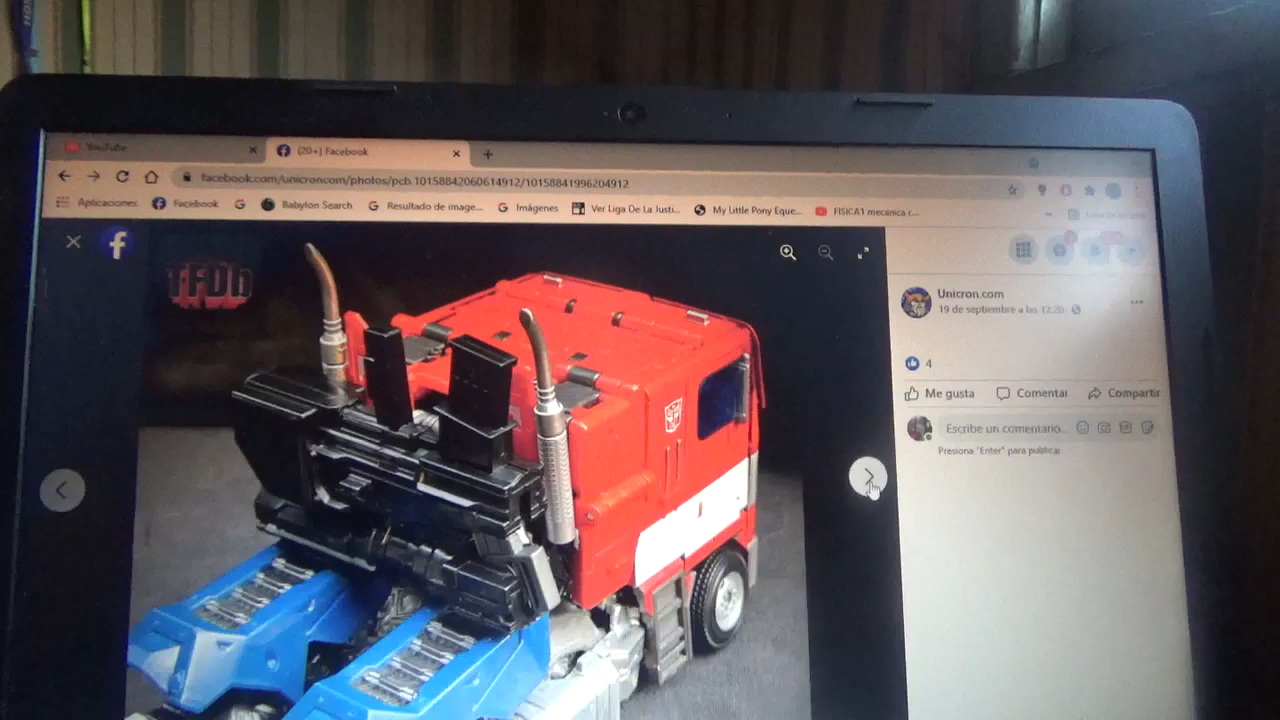 YouTube
(20+) Facebook
facebook.com/unicroncom/photos/pcb.10158842060614912/10158841996204912
Aplicaciones
Facebook
Babylon Search
Resultado de image...
Imágenes
Ver Liga De La Justi...
My Little Pony Eque...
FISICA1 mecánica c...
TFDb
Unicron.com
19 de septiembre a las 12:20
4
Me gusta
Comentar
Compartir
Escribe un comentario...
Presiona "Enter" para publicar